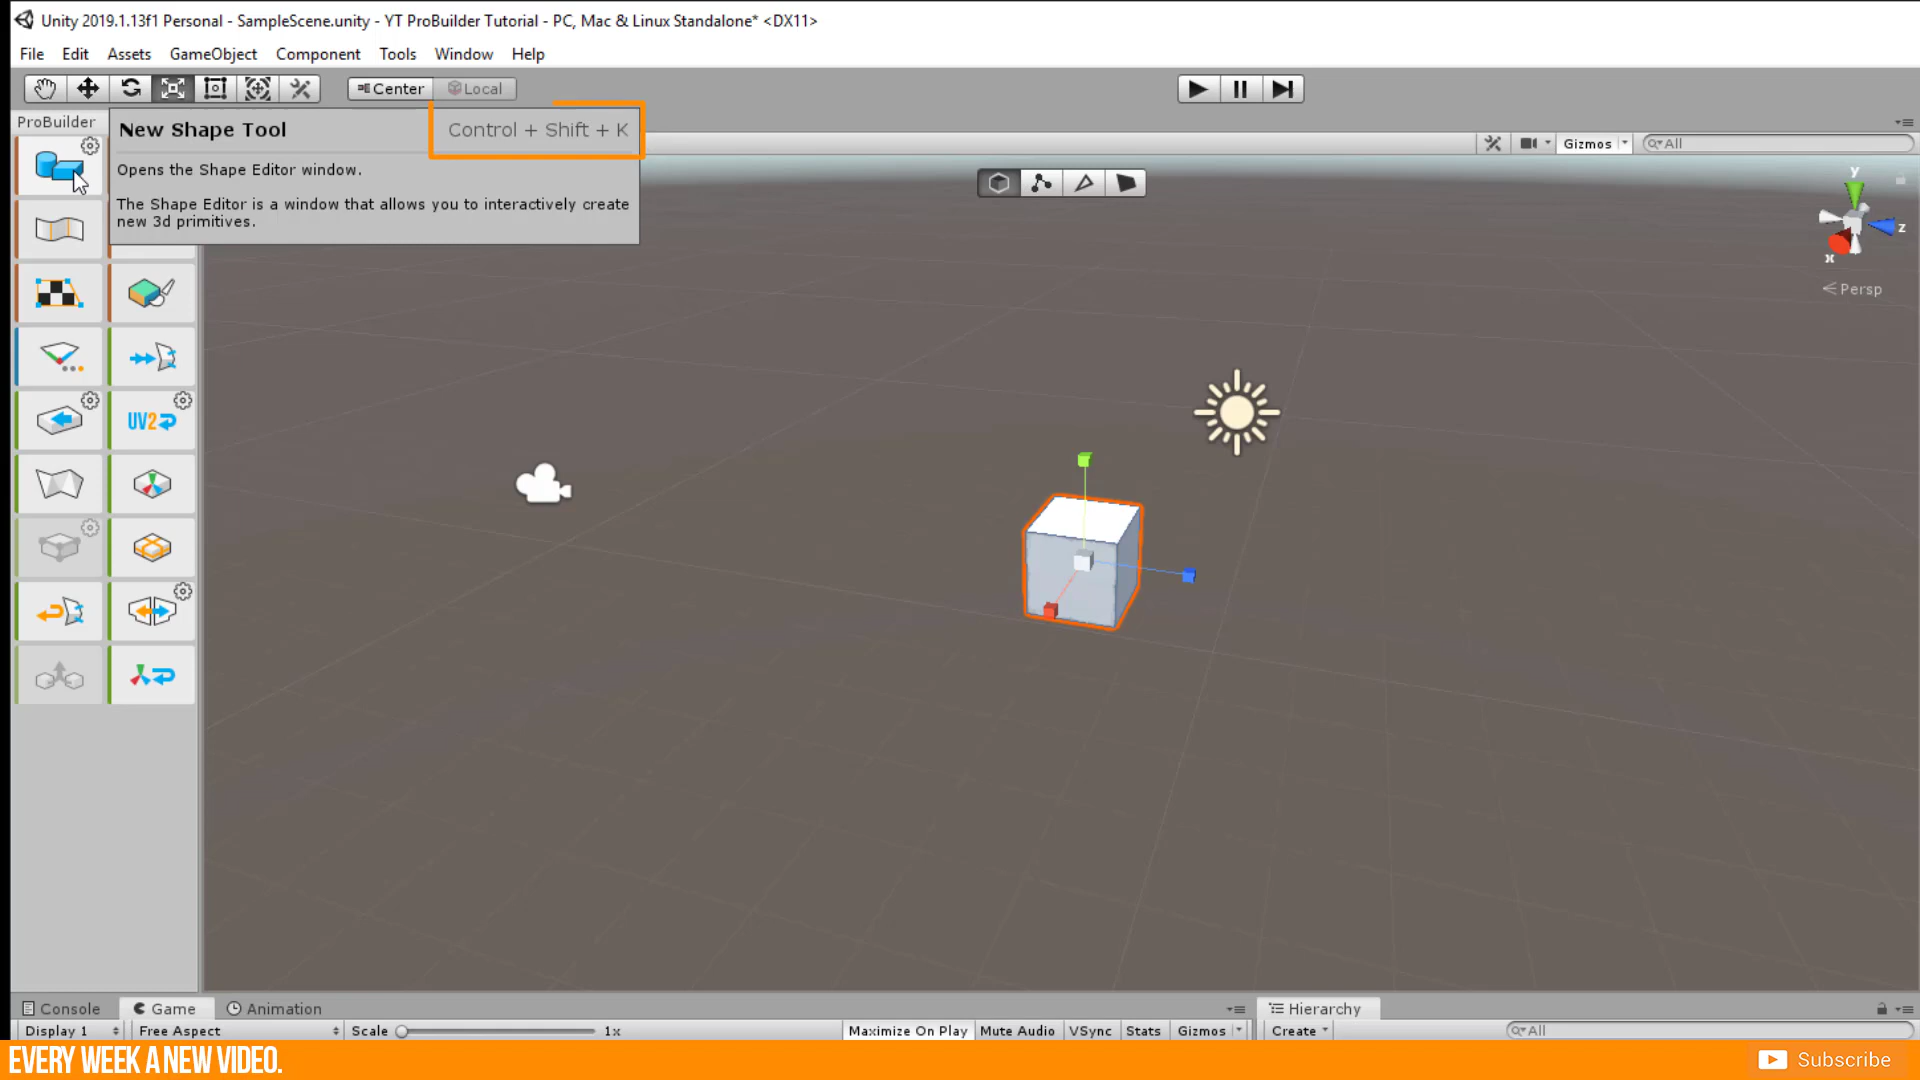 Unity 2019.1.13f1 Personal - SampleScene.unity - YT ProBuilder Tutorial - PC, Mac & Linux Standalone* <DX11>
File Edit Assets GameObject Component Tools Window Help
Center Local
ProBuilder
New Shape Tool Control + Shift + K
Opens the Shape Editor window.
The Shape Editor is a window that allows you to interactively create
new 3d primitives.
Gizmos All
y
z
x
Persp
UV2
Console Game Animation Hierarchy
Display 1 Free Aspect Scale 1x Maximize On Play Mute Audio VSync Stats Gizmos Create All
EVERY WEEK A NEW VIDEO. Subscribe